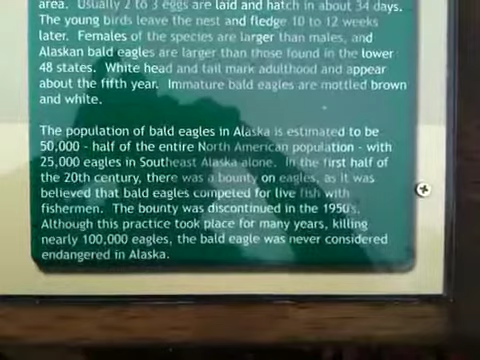 area. Usually 2 to 3 eggs are laid and hatch in about 34 days.
The young birds leave the nest and fledge 10 to 12 weeks
later. Females of the species are larger than males, and
Alaskan bald eagles are larger than those found in the lower
48 states. White head and tail mark adulthood and appear
about the fifth year. Immature bald eagles are mottled brown
and white.
The population of bald eagles in Alaska is estimated to be
50,000 - half of the entire North American population - with
25,000 eagles in Southeast Alaska alone. In the first half of
the 20th century, there was a bounty on eagles, as it was
believed that bald eagles competed for live fish with
fishermen. The bounty was discontinued in the 1950's.
Although this practice took place for many years, killing
nearly 100,000 eagles, the bald eagle was never considered
endangered in Alaska.